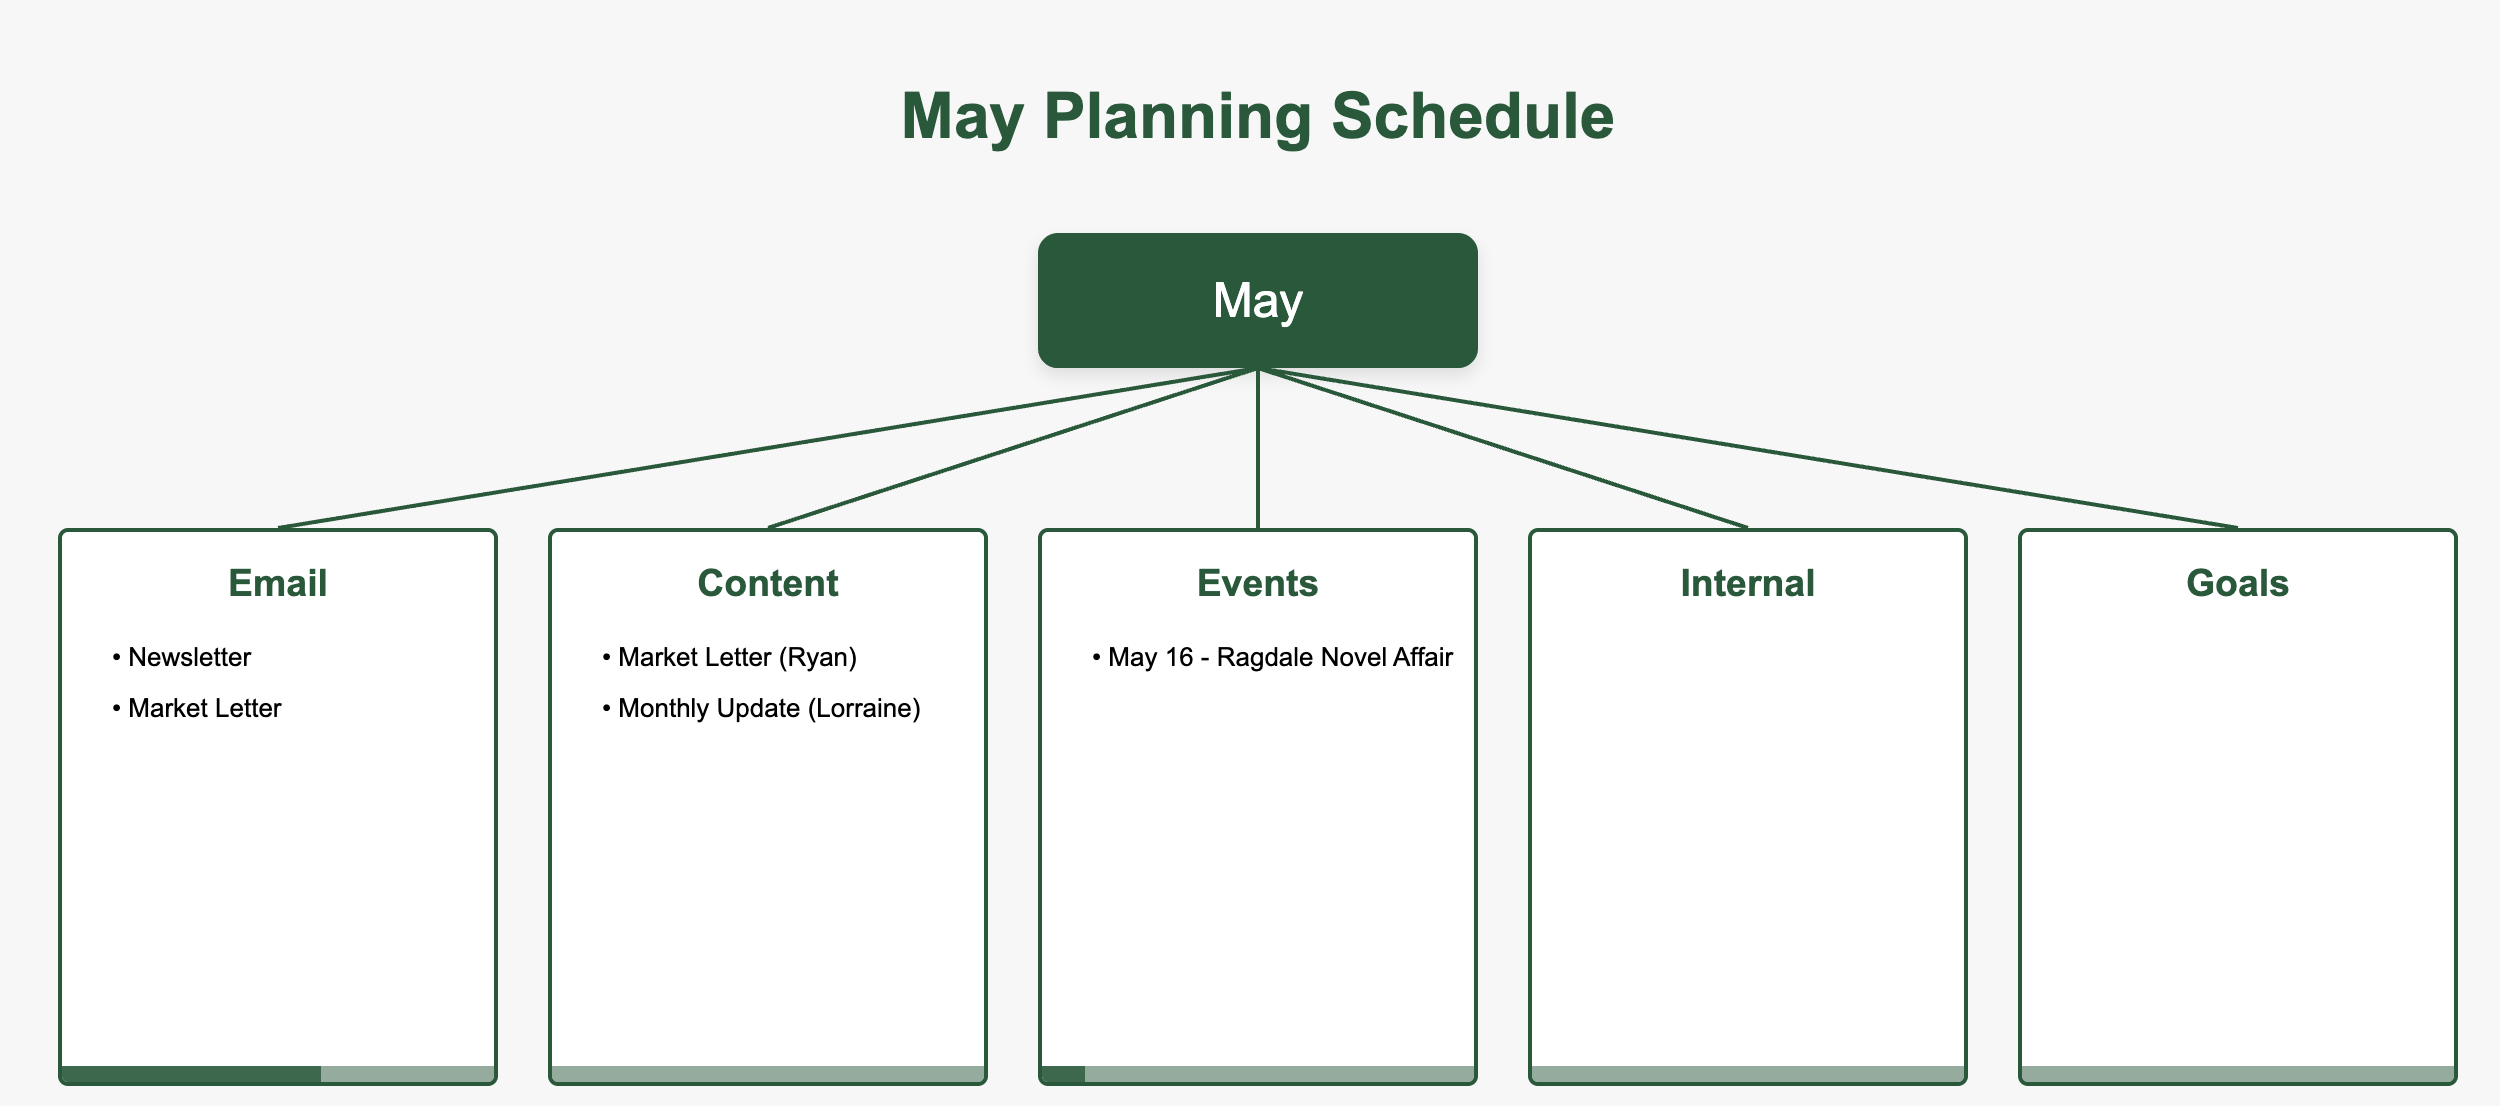 May Planning Schedule
May
Email
• Newsletter
• Market Letter
Content
• Market Letter (Ryan)
• Monthly Update (Lorraine)
Events
• May 16 - Ragdale Novel Affair
Internal
Goals